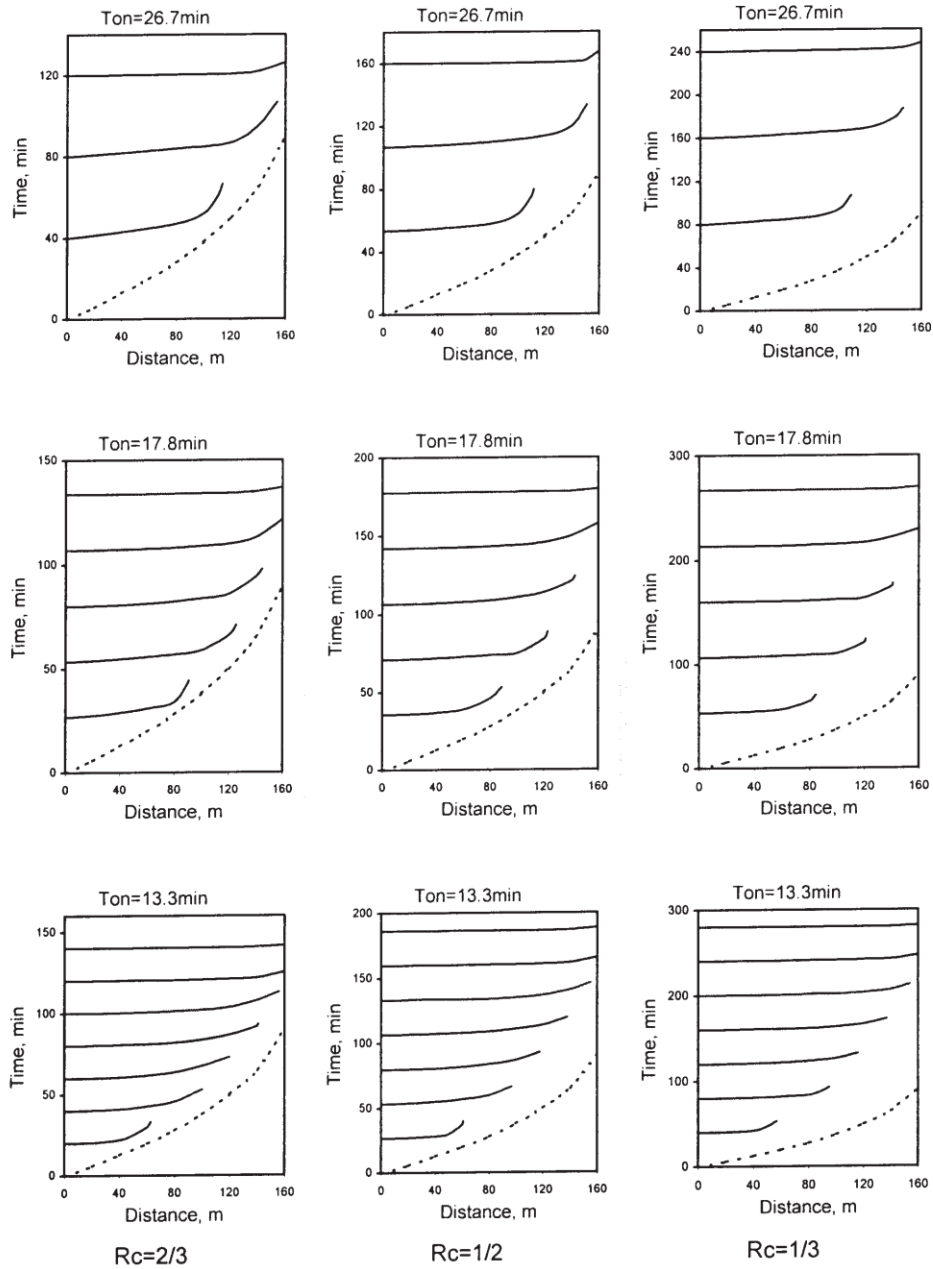 Ton=26.7min
Ton=26.7min
Ton=26.7min
Time, min
120
80
40
0
0 40 80 120 160
Distance, m
Time, min
160
120
80
40
0
0 40 80 120 160
Distance, m
Time, min
240
200
160
120
80
40
0
0 40 80 120 160
Distance, m
Ton=17.8min
Ton=17.8min
Ton=17.8min
Time, min
150
100
50
0
0 40 80 120 160
Distance, m
Time, min
200
150
100
50
0
0 40 80 120 160
Distance, m
Time, min
300
200
100
0
0 40 80 120 160
Distance, m
Ton=13.3min
Ton=13.3min
Ton=13.3min
Time, min
150
100
50
0
0 40 80 120 160
Distance, m
Time, min
200
150
100
50
0
0 40 80 120 160
Distance, m
Time, min
300
200
100
0
0 40 80 120 160
Distance, m
Rc=2/3
Rc=1/2
Rc=1/3